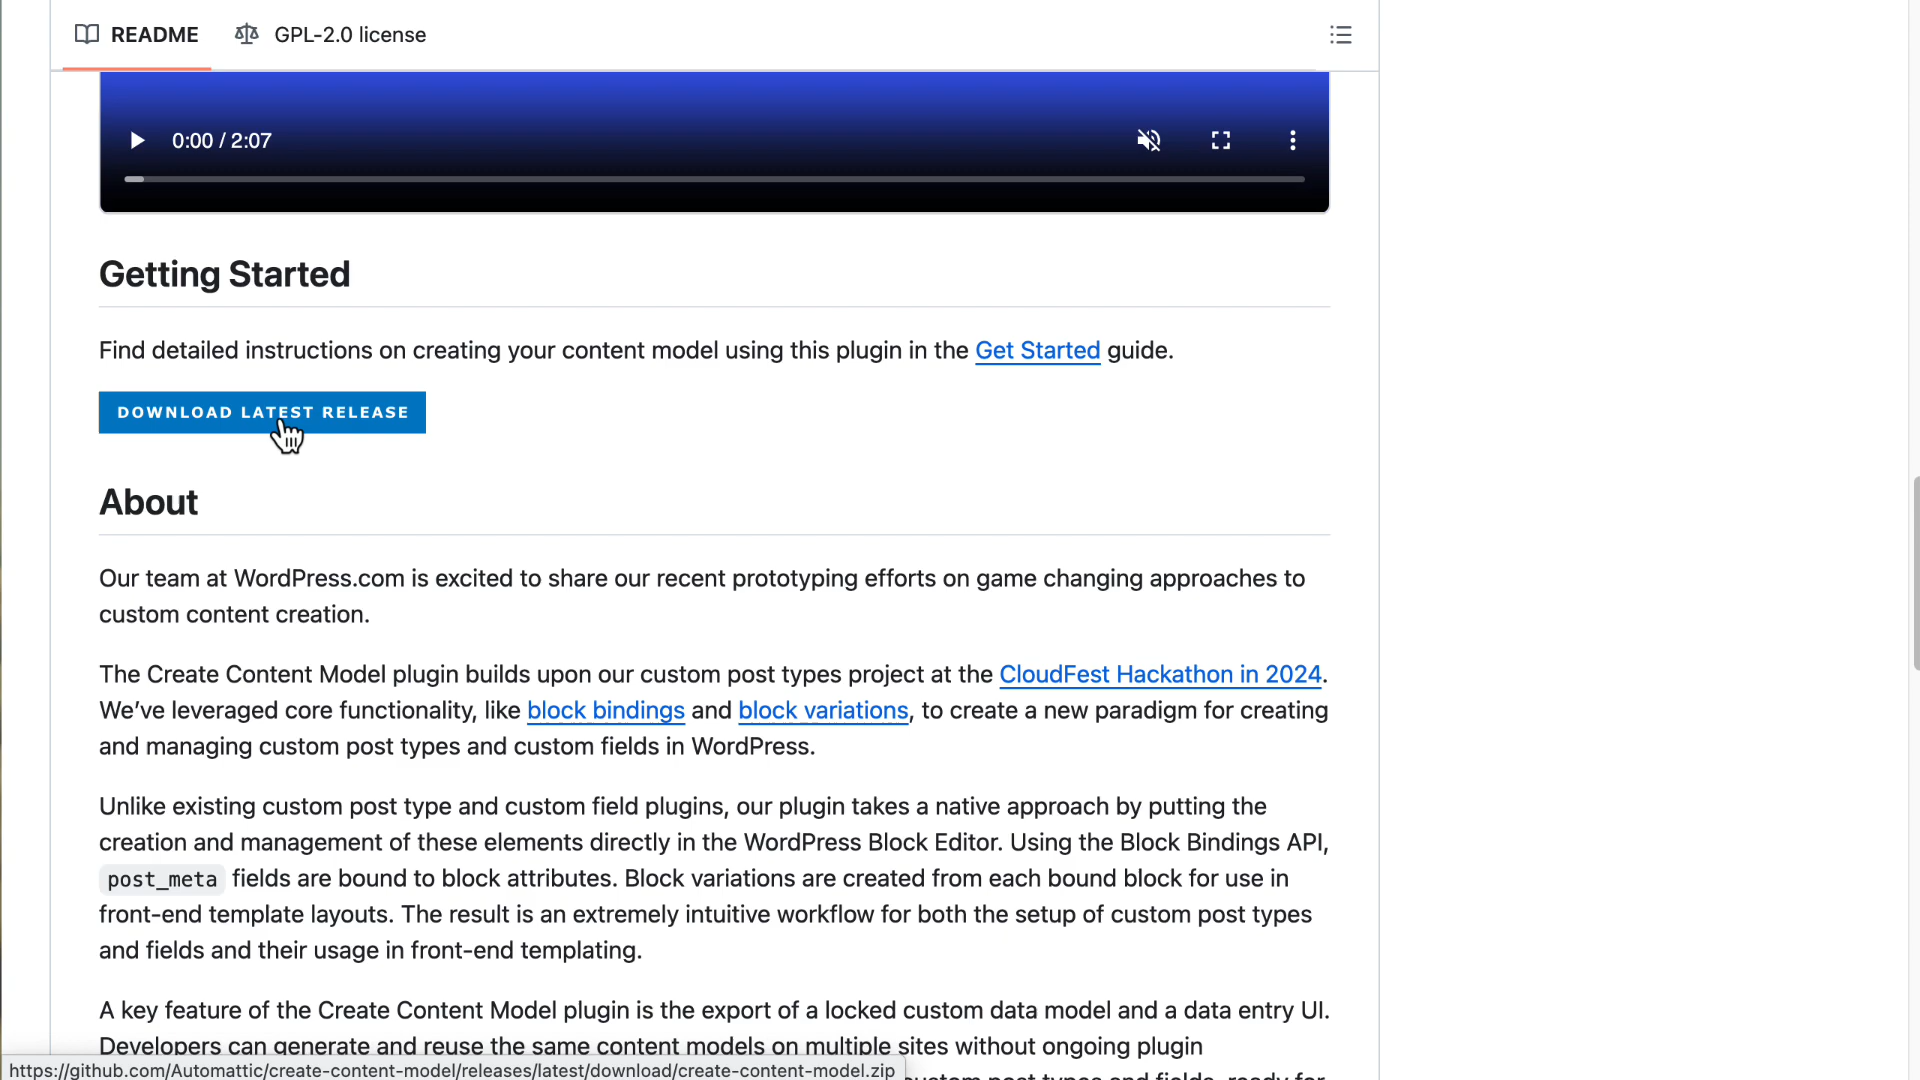 README GPL-2.0 license
0:00 / 2:07
Getting Started
Find detailed instructions on creating your content model using this plugin in the Get Started guide.
DOWNLOAD LATEST RELEASE
About
Our team at WordPress.com is excited to share our recent prototyping efforts on game changing approaches to
custom content creation.
The Create Content Model plugin builds upon our custom post types project at the CloudFest Hackathon in 2024.
We’ve leveraged core functionality, like block bindings and block variations, to create a new paradigm for creating
and managing custom post types and custom fields in WordPress.
Unlike existing custom post type and custom field plugins, our plugin takes a native approach by putting the
creation and management of these elements directly in the WordPress Block Editor. Using the Block Bindings API,
post_meta fields are bound to block attributes. Block variations are created from each bound block for use in
front-end template layouts. The result is an extremely intuitive workflow for both the setup of custom post types
and fields and their usage in front-end templating.
A key feature of the Create Content Model plugin is the export of a locked custom data model and a data entry UI.
Developers can generate and reuse the same content models on multiple sites without ongoing plugin
custom post types and fields, ready for
https://github.com/Automattic/create-content-model/releases/latest/download/create-content-model.zip